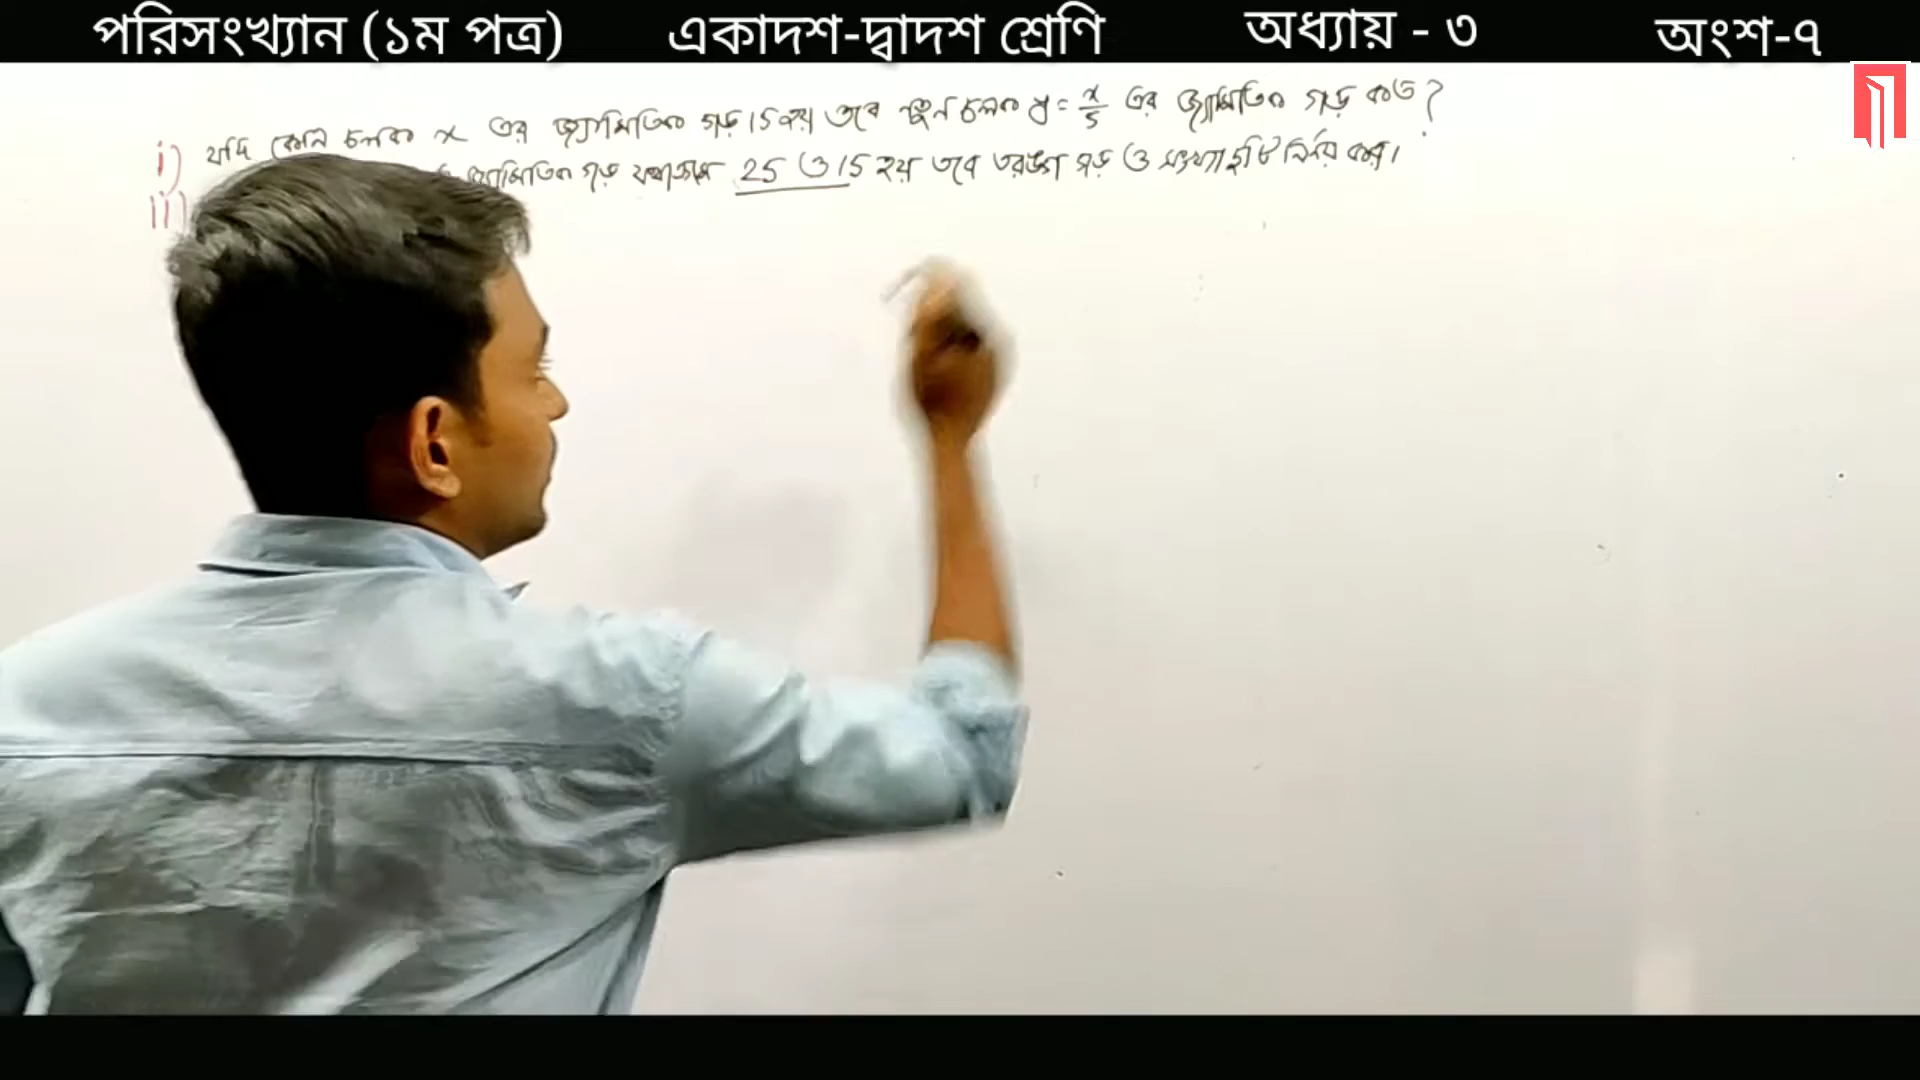 পরিসংখ্যান (১ম পত্র) একাদশ-দ্বাদশ শ্রেণি অধ্যায় - ৩ অংশ-৭
i) যদি কোন চলক x এর জ্যামিতিক গড় 15 হয় তবে নতুন চলক y = x/5 এর জ্যামিতিক গড় কত?
ii) জ্যামিতিক গড় যথাক্রমে 25 ও 15 হয় তবে তরঙ্গ গড় ও সংখ্যা দুটি নির্নয় কর।